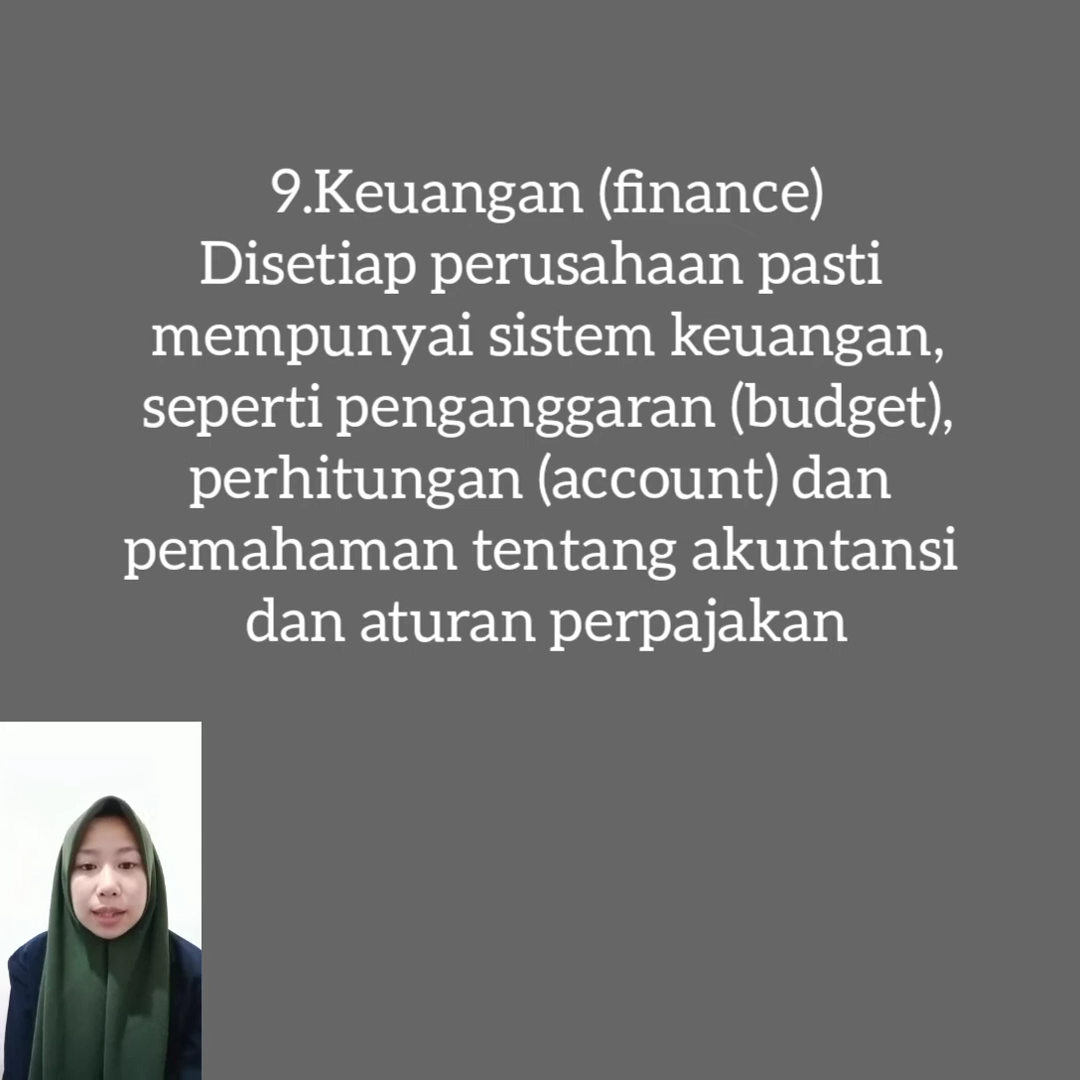 9.Keuangan (finance)
Disetiap perusahaan pasti
mempunyai sistem keuangan,
seperti penganggaran (budget),
perhitungan (account) dan
pemahaman tentang akuntansi
dan aturan perpajakan